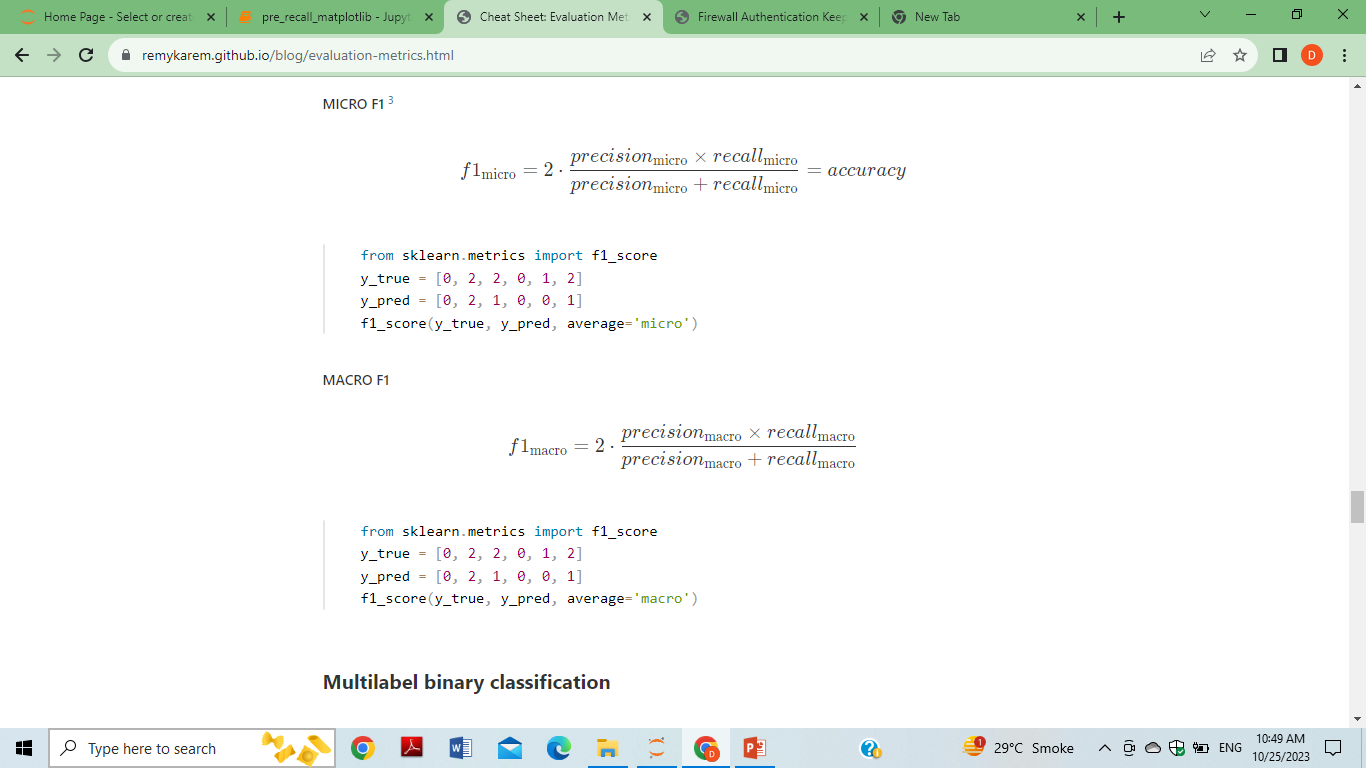 Home Page - Select or creat
pre_recall_matplotlib - Jupyt
Cheat Sheet: Evaluation Met
Firewall Authentication Keep
New Tab
remykarem.github.io/blog/evaluation-metrics.html
D
MICRO F1 3
f1micro = 2 · precisionmicro × recallmicro / precisionmicro + recallmicro = accuracy
from sklearn.metrics import f1_score
y_true = [0, 2, 2, 0, 1, 2]
y_pred = [0, 2, 1, 0, 0, 1]
f1_score(y_true, y_pred, average='micro')
MACRO F1
f1macro = 2 · precisionmacro × recallmacro / precisionmacro + recallmacro
from sklearn.metrics import f1_score
y_true = [0, 2, 2, 0, 1, 2]
y_pred = [0, 2, 1, 0, 0, 1]
f1_score(y_true, y_pred, average='macro')
Multilabel binary classification
Type here to search
29°C Smoke
ENG
10:49 AM
10/25/2023